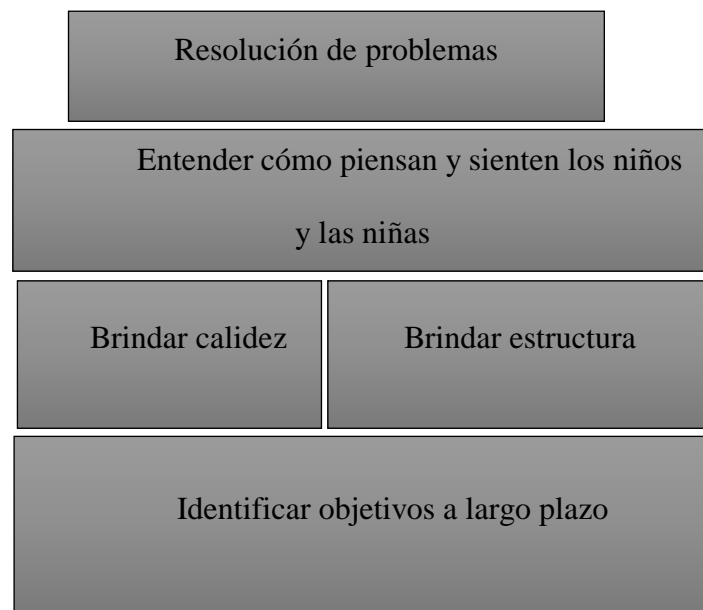 Resolución de problemas
Entender cómo piensan y sienten los niños
y las niñas
Brindar calidez
Brindar estructura
Identificar objetivos a largo plazo